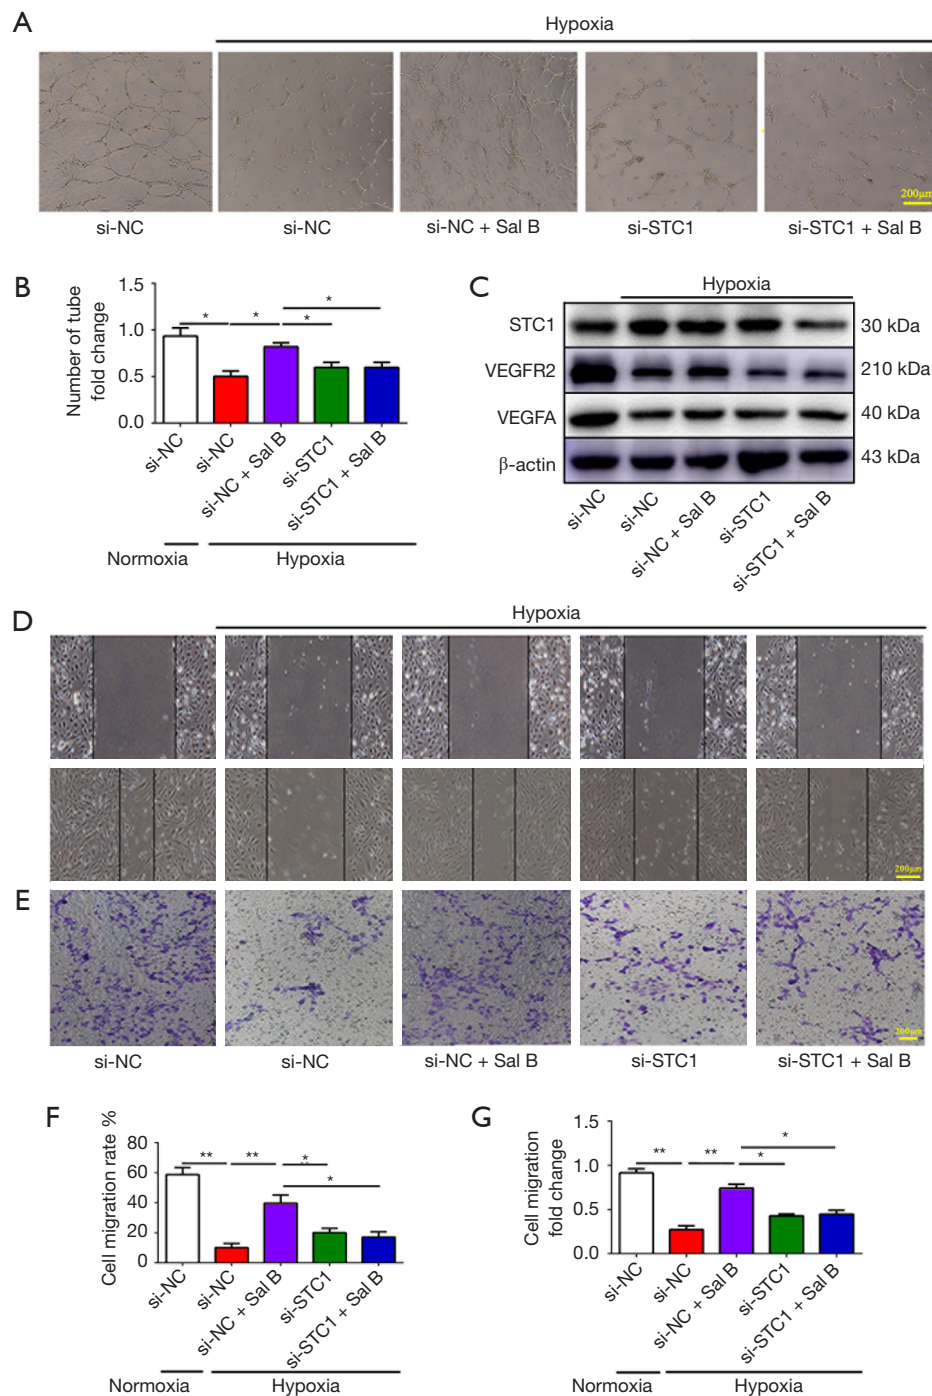 A
Hypoxia
200μm
si-NC
si-NC
si-NC + Sal B
si-STC1
si-STC1 + Sal B
B
Number of tube
fold change
1.5
1.0
0.5
0.0
*
*
*
*
si-NC
si-NC
si-NC + Sal B
si-STC1
si-STC1 + Sal B
Normoxia
Hypoxia
C
Hypoxia
STC1
30 kDa
VEGFR2
210 kDa
VEGFA
40 kDa
β-actin
43 kDa
si-NC
si-NC
si-NC + Sal B
si-STC1
si-STC1 + Sal B
D
Hypoxia
200μm
E
200μm
si-NC
si-NC
si-NC + Sal B
si-STC1
si-STC1 + Sal B
F
Cell migration rate %
80
60
40
20
0
**
**
**
*
si-NC
si-NC
si-NC + Sal B
si-STC1
si-STC1 + Sal B
Normoxia
Hypoxia
G
Cell migration
fold change
1.5
1.0
0.5
0.0
**
**
*
*
si-NC
si-NC
si-NC + Sal B
si-STC1
si-STC1 + Sal B
Normoxia
Hypoxia